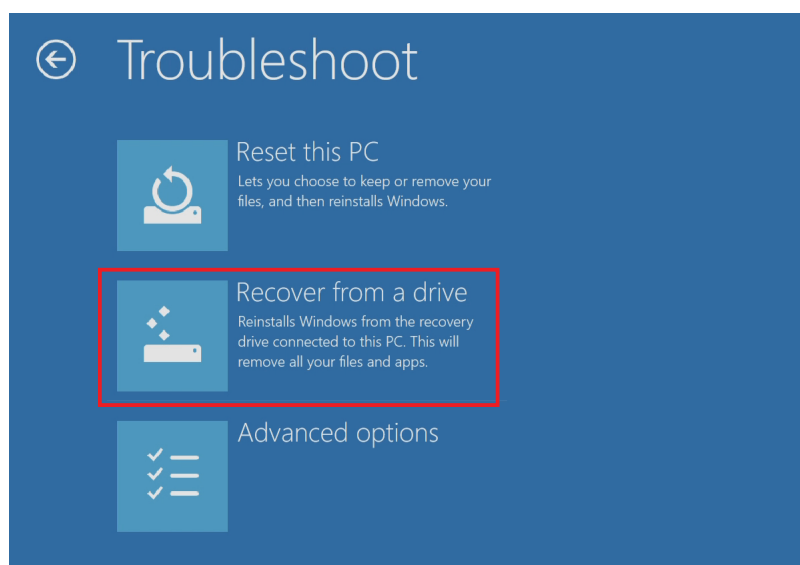 Troubleshoot
Reset this PC
Lets you choose to keep or remove your
files, and then reinstalls Windows.
Recover from a drive
Reinstalls Windows from the recovery
drive connected to this PC. This will
remove all your files and apps.
Advanced options